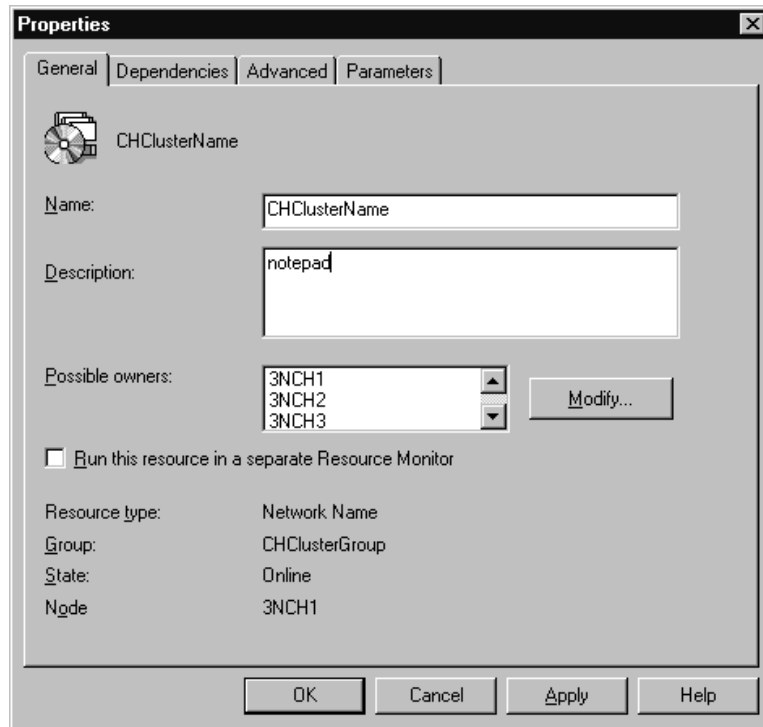 Properties
General Dependencies Advanced Parameters
CHClusterName
Name: CHClusterName
Description: notepad
Possible owners: 3NCH1
3NCH2
3NCH3
Modify...
Run this resource in a separate Resource Monitor
Resource type: Network Name
Group: CHClusterGroup
State: Online
Node 3NCH1
OK Cancel Apply Help